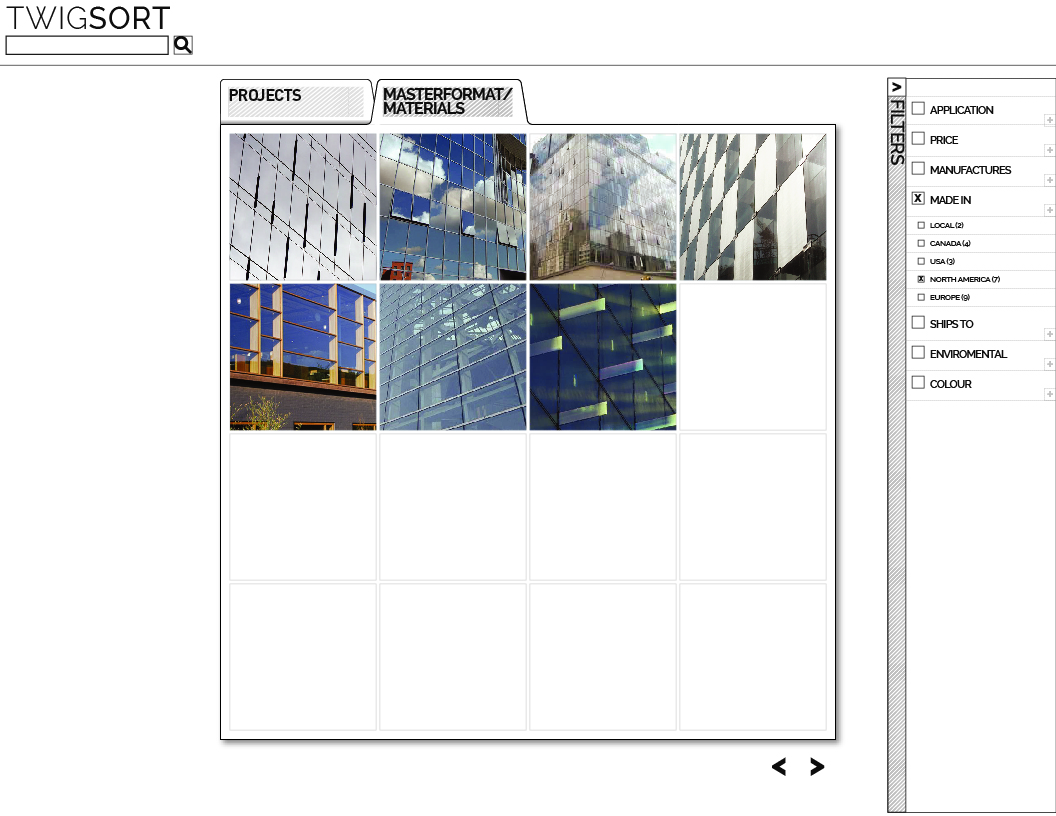 TWIGSORT
PROJECTS
MASTERFORMAT/
MATERIALS
>
FILTERS
APPLICATION
+
PRICE
+
MANUFACTURES
+
X MADE IN
+
LOCAL (2)
CANADA (4)
USA (3)
X NORTH AMERICA (7)
EUROPE (9)
SHIPS TO
+
ENVIROMENTAL
+
COLOUR
+
< >